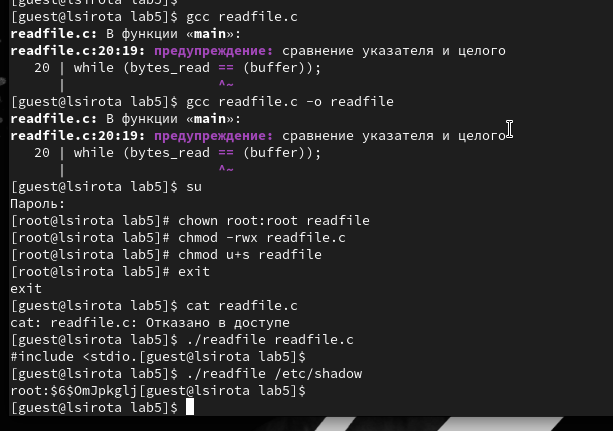 [guest@lsirota lab5]$
[guest@lsirota lab5]$ gcc readfile.c
readfile.c: В функции «main»:
readfile.c:20:19: предупреждение: сравнение указателя и целого
   20 | while (bytes_read == (buffer));
      |                   ^~
[guest@lsirota lab5]$ gcc readfile.c -o readfile
readfile.c: В функции «main»:
readfile.c:20:19: предупреждение: сравнение указателя и целого
   20 | while (bytes_read == (buffer));
      |                   ^~
[guest@lsirota lab5]$ su
Пароль:
[root@lsirota lab5]# chown root:root readfile
[root@lsirota lab5]# chmod -rwx readfile.c
[root@lsirota lab5]# chmod u+s readfile
[root@lsirota lab5]# exit
exit
[guest@lsirota lab5]$ cat readfile.c
cat: readfile.c: Отказано в доступе
[guest@lsirota lab5]$ ./readfile readfile.c
#include <stdio.[guest@lsirota lab5]$
[guest@lsirota lab5]$ ./readfile /etc/shadow
root:$6$OmJpkglj[guest@lsirota lab5]$
[guest@lsirota lab5]$